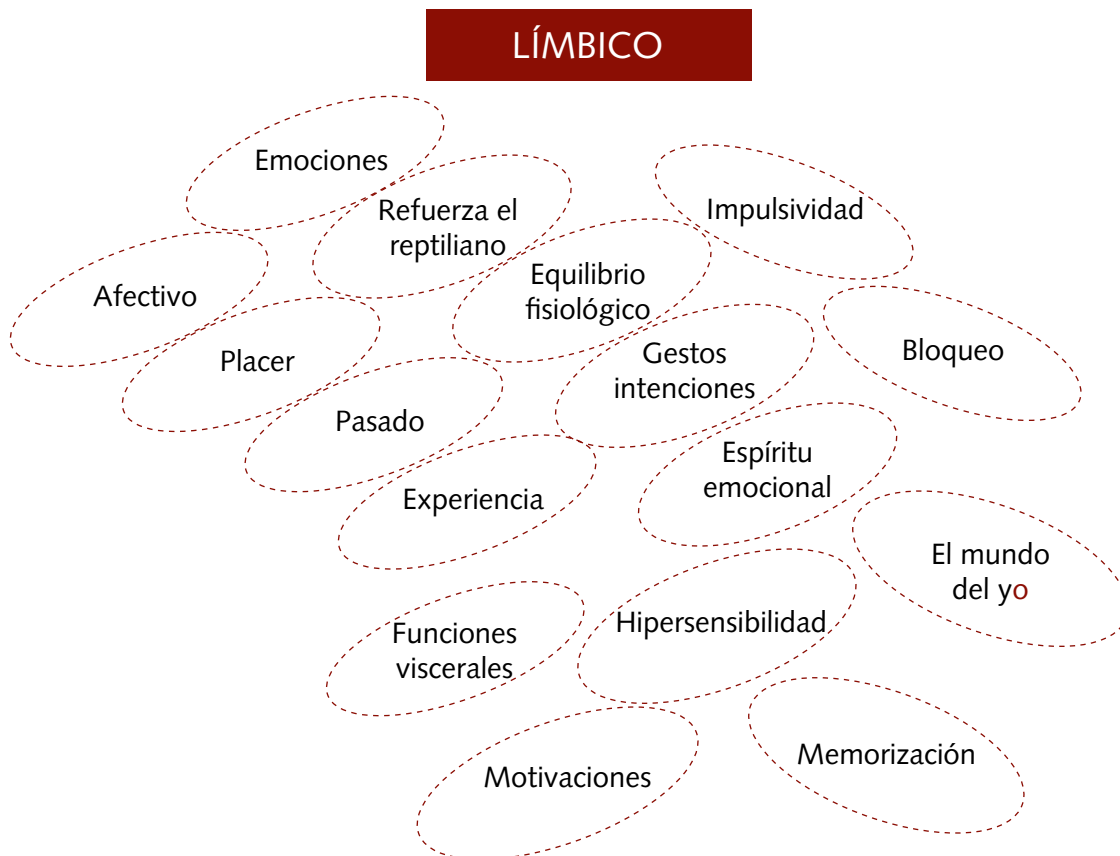 LÍMBICO
Emociones
Refuerza el
reptiliano
Impulsividad
Afectivo
Equilibrio
fisiológico
Placer
Gestos
intenciones
Bloqueo
Pasado
Espíritu
emocional
Experiencia
El mundo
del yo
Funciones
viscerales
Hipersensibilidad
Motivaciones
Memorización